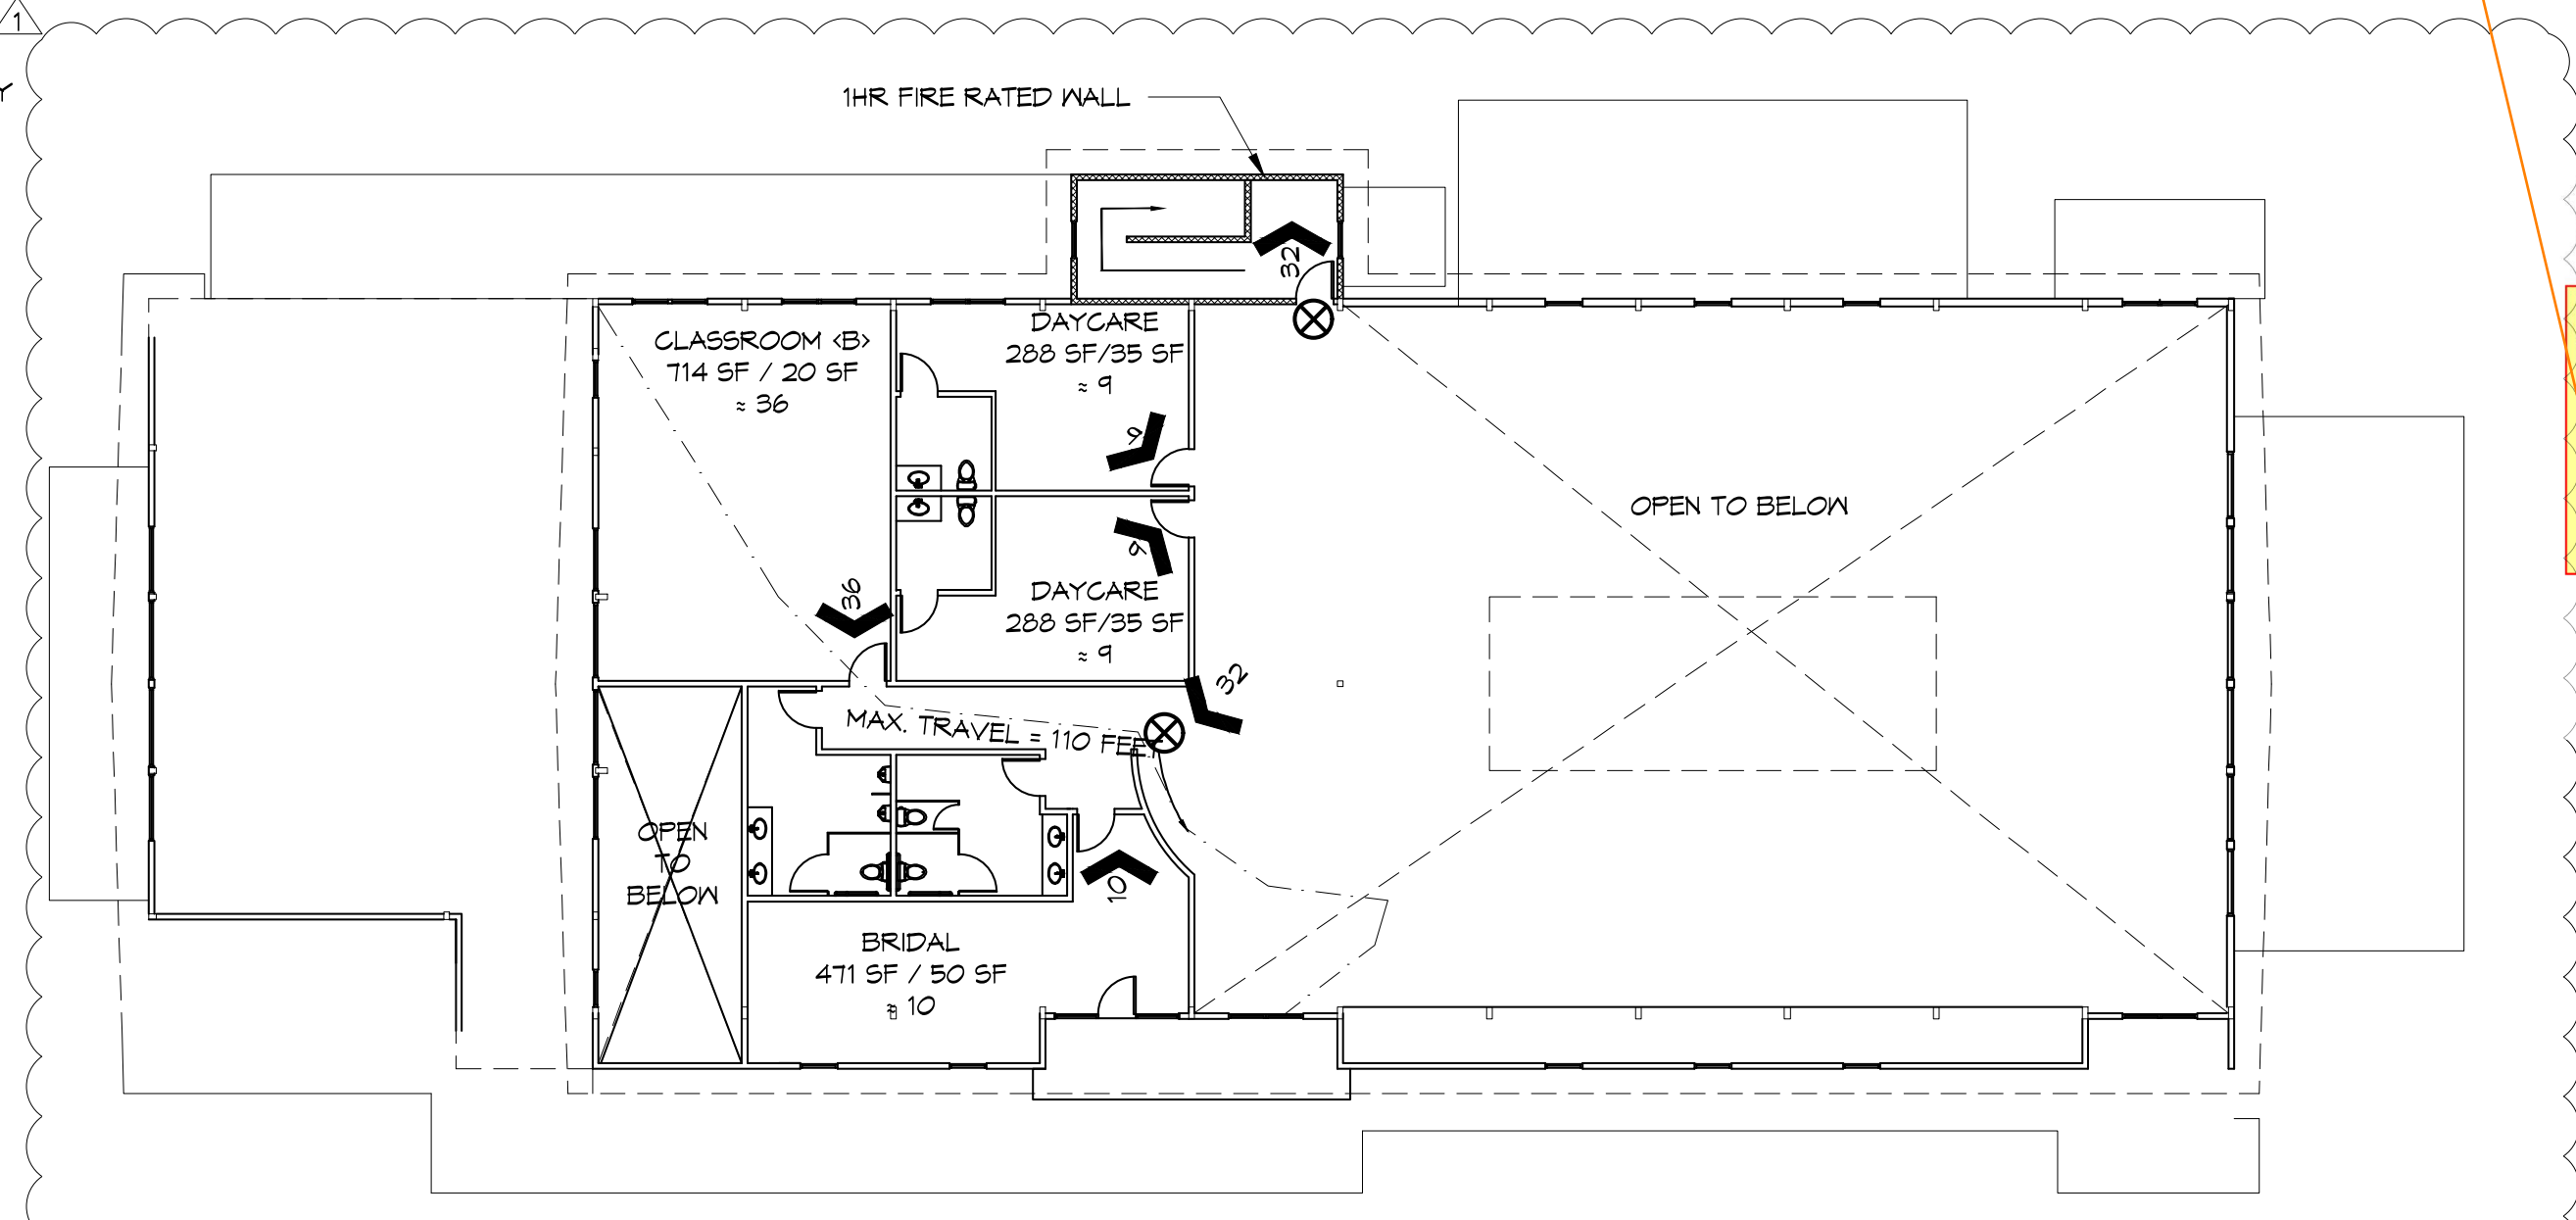 1
Y
1HR FIRE RATED WALL
32
CLASSROOM <B>
714 SF / 20 SF
≈ 36
DAYCARE
288 SF/35 SF
≈ 9
9
OPEN TO BELOW
9
36
DAYCARE
288 SF/35 SF
≈ 9
32
MAX. TRAVEL = 110 FEET
OPEN
TO
BELOW
10
BRIDAL
471 SF / 50 SF
≈ 10